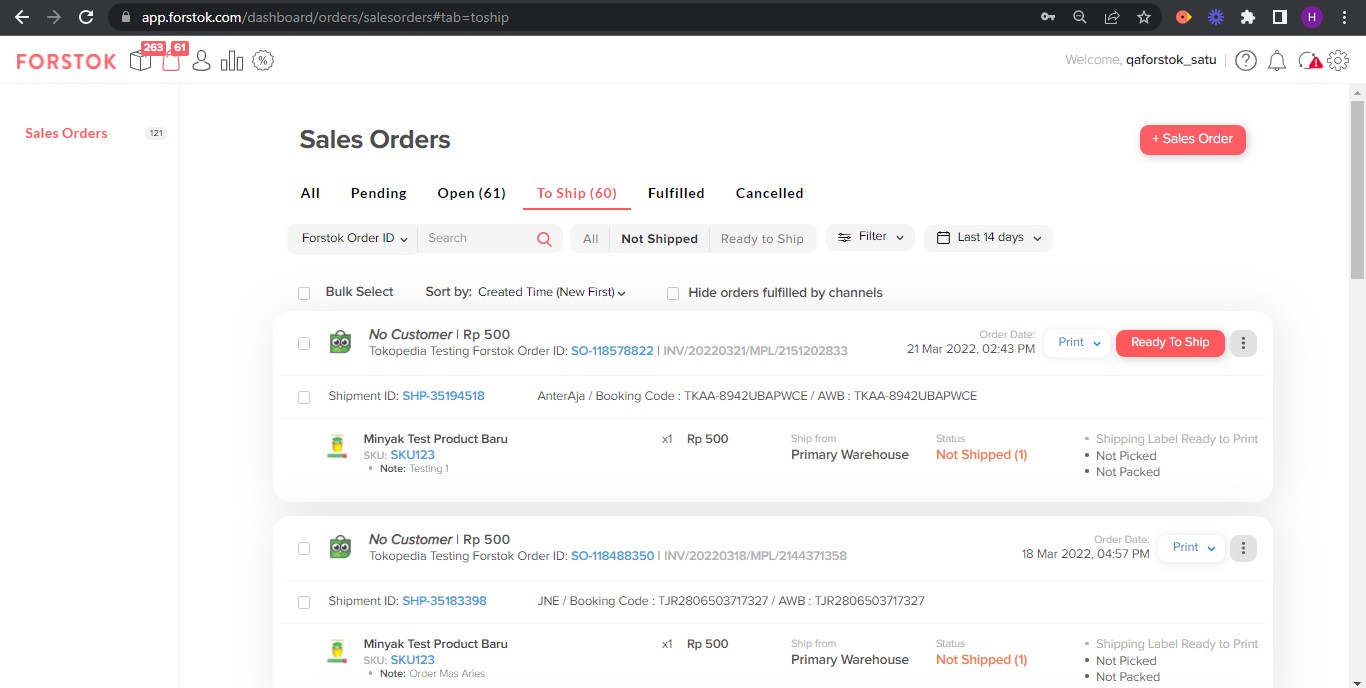 app.forstok.com/dashboard/orders/salesorders#tab=toship
H
FORSTOK
263
61
%
Welcome, qaforstok_satu
?
Sales Orders
121
Sales Orders
+ Sales Order
All
Pending
Open (61)
To Ship (60)
Fulfilled
Cancelled
Forstok Order ID
Search
All
Not Shipped
Ready to Ship
Filter
Last 14 days
Bulk Select
Sort by: Created Time (New First)
Hide orders fulfilled by channels
No Customer | Rp 500
Tokopedia Testing Forstok Order ID: SO-118578822 | INV/20220321/MPL/2151202833
Order Date:
21 Mar 2022, 02:43 PM
Print
Ready To Ship
Shipment ID: SHP-35194518
AnterAja / Booking Code : TKAA-8942UBAPWCE / AWB : TKAA-8942UBAPWCE
Minyak Test Product Baru
SKU: SKU123
• Note: Testing 1
x1
Rp 500
Ship from
Primary Warehouse
Status
Not Shipped (1)
• Shipping Label Ready to Print
• Not Picked
• Not Packed
No Customer | Rp 500
Tokopedia Testing Forstok Order ID: SO-118488350 | INV/20220318/MPL/2144371358
Order Date:
18 Mar 2022, 04:57 PM
Print
Shipment ID: SHP-35183398
JNE / Booking Code : TJR2806503717327 / AWB : TJR2806503717327
Minyak Test Product Baru
SKU: SKU123
• Note: Order Mas Aries
x1
Rp 500
Ship from
Primary Warehouse
Status
Not Shipped (1)
• Shipping Label Ready to Print
• Not Picked
• Not Packed